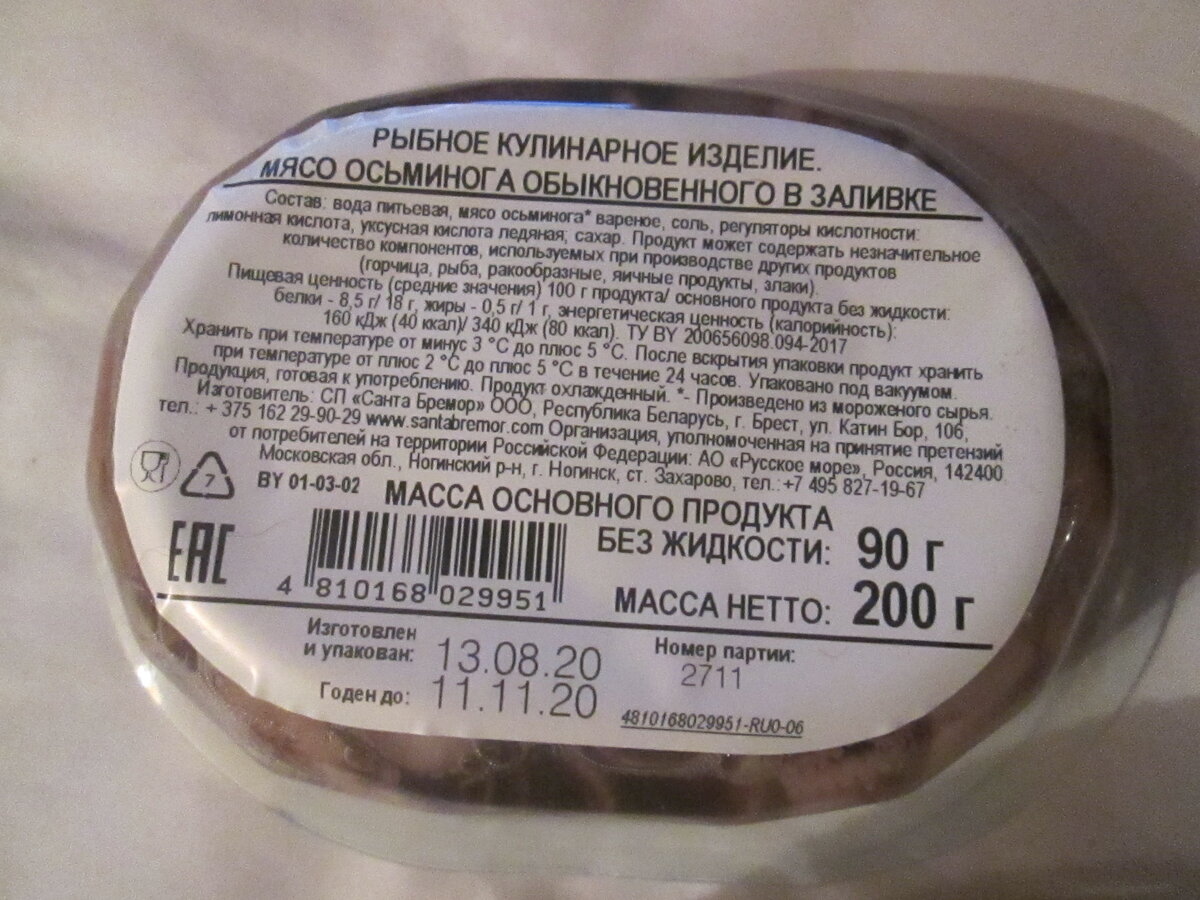 РЫБНОЕ КУЛИНАРНОЕ ИЗДЕЛИЕ.
МЯСО ОСЬМИНОГА ОБЫКНОВЕННОГО В ЗАЛИВКЕ
Состав: вода питьевая, мясо осьминога* вареное, соль, регуляторы кислотности:
лимонная кислота, уксусная кислота ледяная; сахар. Продукт может содержать незначительное
количество компонентов, используемых при производстве других продуктов
(горчица, рыба, ракообразные, яичные продукты, злаки).
Пищевая ценность (средние значения) 100 г продукта/ основного продукта без жидкости:
белки - 8,5 г/ 18 г, жиры - 0,5 г/ 1 г, энергетическая ценность (калорийность):
160 кДж (40 ккал)/ 340 кДж (80 ккал). ТУ BY 200656098.094-2017
Хранить при температуре от минус 3 °С до плюс 5 °С. После вскрытия упаковки продукт хранить
при температуре от плюс 2 °С до плюс 5 °С в течение 24 часов. Упаковано под вакуумом.
Продукция, готовая к употреблению. Продукт охлажденный. *- Произведено из мороженого сырья.
Изготовитель: СП «Санта Бремор» ООО, Республика Беларусь, г. Брест, ул. Катин Бор, 106,
тел.: + 375 162 29-90-29 www.santabremor.com Организация, уполномоченная на принятие претензий
от потребителей на территории Российской Федерации: АО «Русское море», Россия, 142400
Московская обл., Ногинский р-н, г. Ногинск, ст. Захарово, тел.:+7 495 827-19-67
7
BY 01-03-02
МАССА ОСНОВНОГО ПРОДУКТА
БЕЗ ЖИДКОСТИ: 90 г
EAC
4 810168 029951
МАССА НЕТТО: 200 г
Изготовлен
и упакован: 13.08.20
Номер партии:
2711
Годен до: 11.11.20
4810168029951-RU0-06